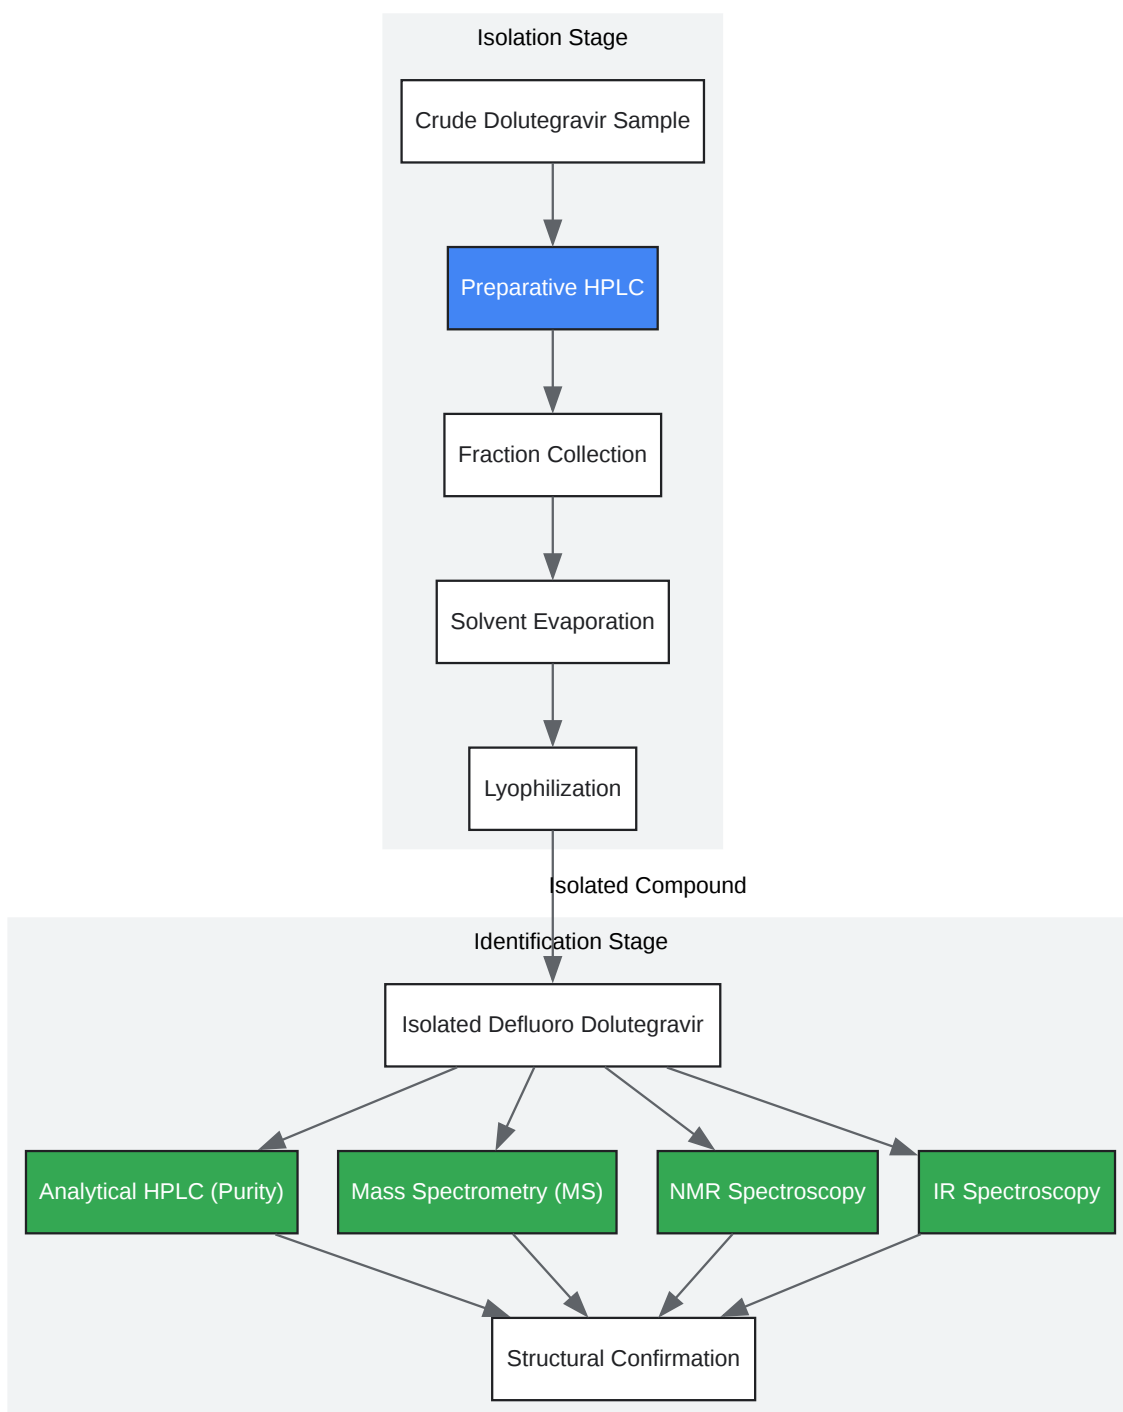 Isolation Stage
Crude Dolutegravir Sample
Preparative HPLC
Fraction Collection
Solvent Evaporation
Lyophilization
Isolated Compound
Identification Stage
Isolated Defluoro Dolutegravir
Analytical HPLC (Purity)
Mass Spectrometry (MS)
NMR Spectroscopy
IR Spectroscopy
Structural Confirmation